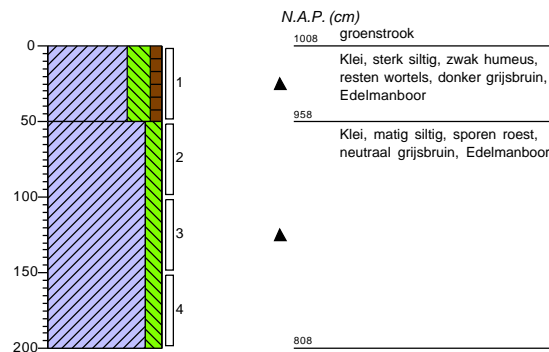 N.A.P. (cm)
1008 groenstrook
0
Klei, sterk siltig, zwak humeus,
resten wortels, donker grijsbruin,
Edelmanboor
1
50
958
Klei, matig siltig, sporen roest,
neutraal grijsbruin, Edelmanboor
2
100
3
150
4
200
808